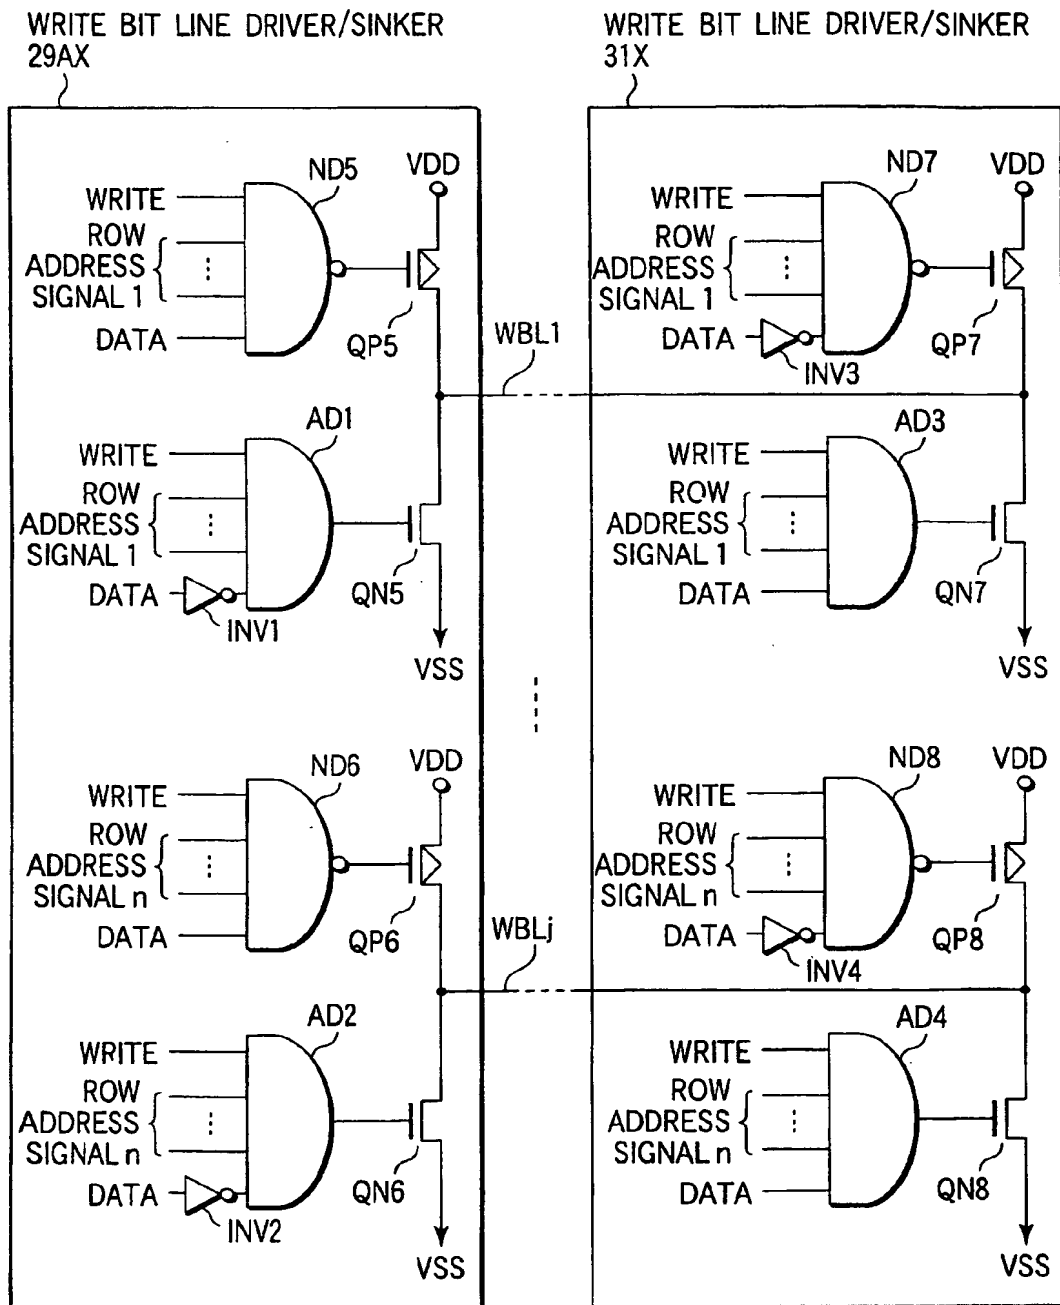 WRITE BIT LINE DRIVER/SINKER
29AX
WRITE BIT LINE DRIVER/SINKER
31X
ND5
VDD
WRITE
ROW
ADDRESS
SIGNAL 1
DATA
QP5
WBL1
AD1
WRITE
ROW
ADDRESS
SIGNAL 1
DATA
INV1
QN5
VSS
ND7
VDD
WRITE
ROW
ADDRESS
SIGNAL 1
DATA
INV3
QP7
AD3
WRITE
ROW
ADDRESS
SIGNAL 1
DATA
QN7
VSS
ND6
VDD
WRITE
ROW
ADDRESS
SIGNAL n
DATA
QP6
WBLj
AD2
WRITE
ROW
ADDRESS
SIGNAL n
DATA
INV2
QN6
VSS
ND8
VDD
WRITE
ROW
ADDRESS
SIGNAL n
DATA
INV4
QP8
AD4
WRITE
ROW
ADDRESS
SIGNAL n
DATA
QN8
VSS